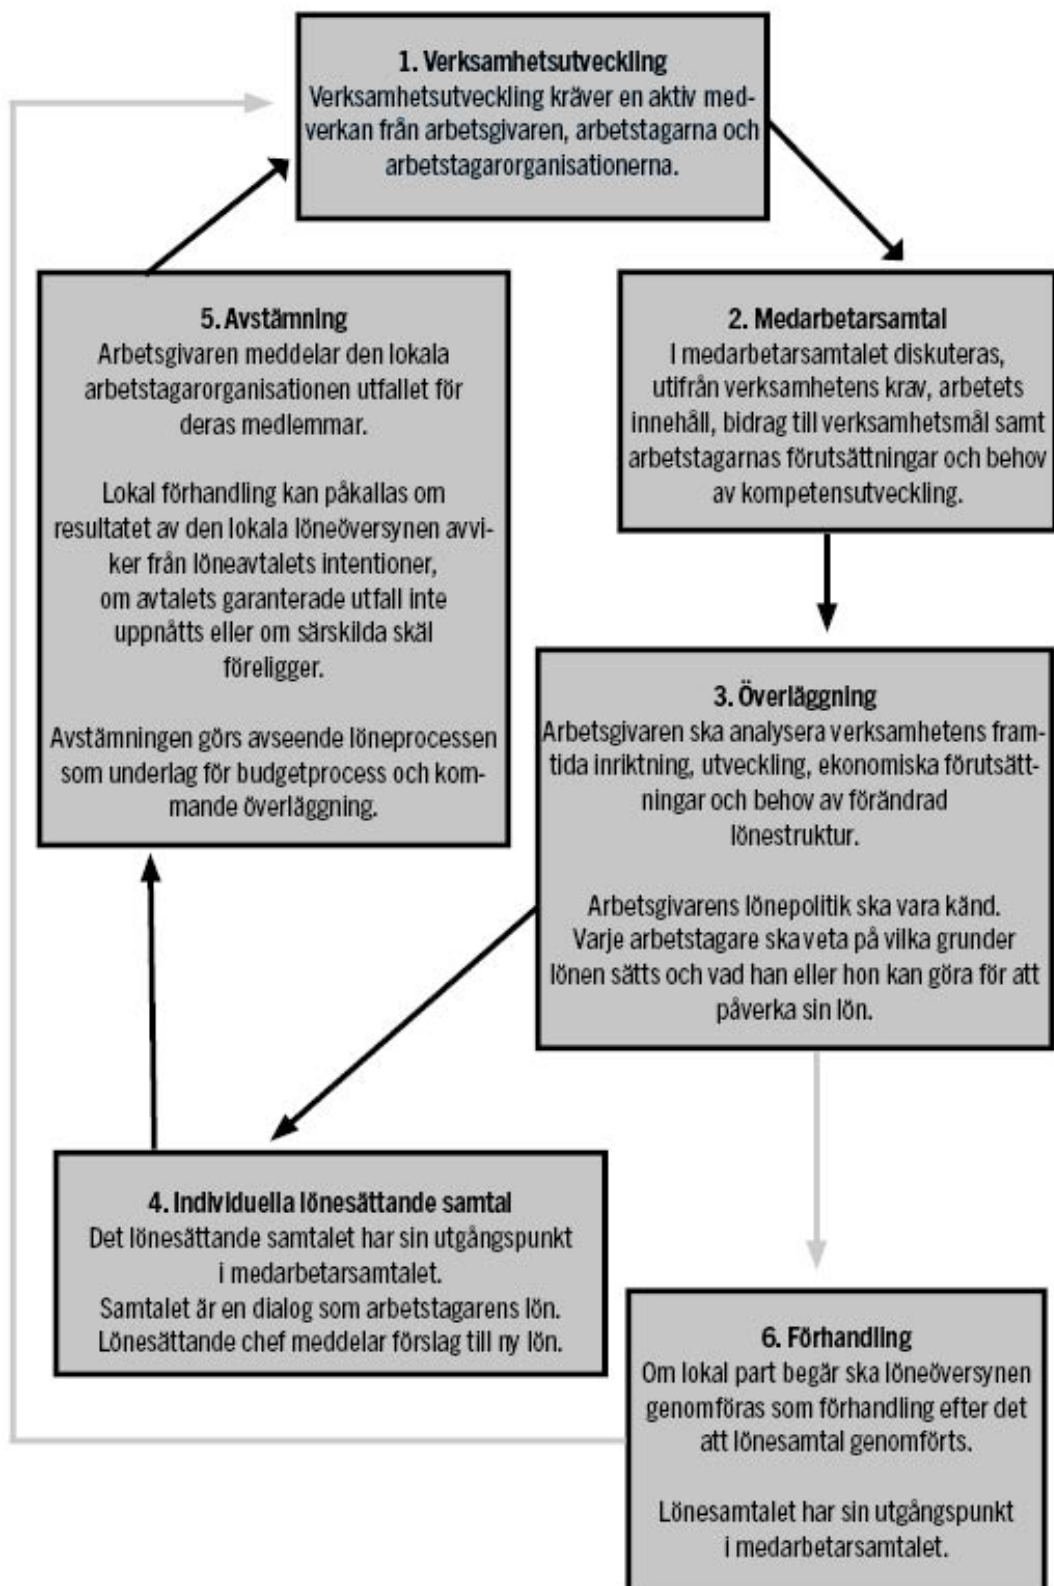 1. Verksamhetsutveckling
Verksamhetsutveckling kräver en aktiv med-
verkan från arbetsgivaren, arbetstagarna och
arbetstagarorganisationerna.
2. Medarbetarsamtal
I medarbetarsamtalet diskuteras,
utifrån verksamhetens krav, arbetets
innehåll, bidrag till verksamhetsmål samt
arbetstagarnas förutsättningar och behov
av kompetensutveckling.
3. Överläggning
Arbetsgivaren ska analysera verksamhetens fram-
tida inriktning, utveckling, ekonomiska förutsätt-
ningar och behov av förändrad
lönestruktur.
Arbetsgivarens lönepolitik ska vara känd.
Varje arbetstagare ska veta på vilka grunder
lönen sätts och vad han eller hon kan göra för att
påverka sin lön.
4. Individuella lönesättande samtal
Det lönesättande samtalet har sin utgångspunkt
i medarbetarsamtalet.
Samtalet är en dialog som arbetstagarens lön.
Lönesättande chef meddelar förslag till ny lön.
5. Avstämning
Arbetsgivaren meddelar den lokala
arbetstagarorganisationen utfallet för
deras medlemmar.
Lokal förhandling kan påkallas om
resultatet av den lokala löneöversynen avvi-
ker från löneavtalets intentioner,
om avtalets garanterade utfall inte
uppnåtts eller om särskilda skäl
föreligger.
Avstämningen görs avseende löneprocessen
som underlag för budgetprocess och kom-
mande överläggning.
6. Förhandling
Om lokal part begär ska löneöversynen
genomföras som förhandling efter det
att lönesamtal genomförts.
Lönesamtalet har sin utgångspunkt
i medarbetarsamtalet.